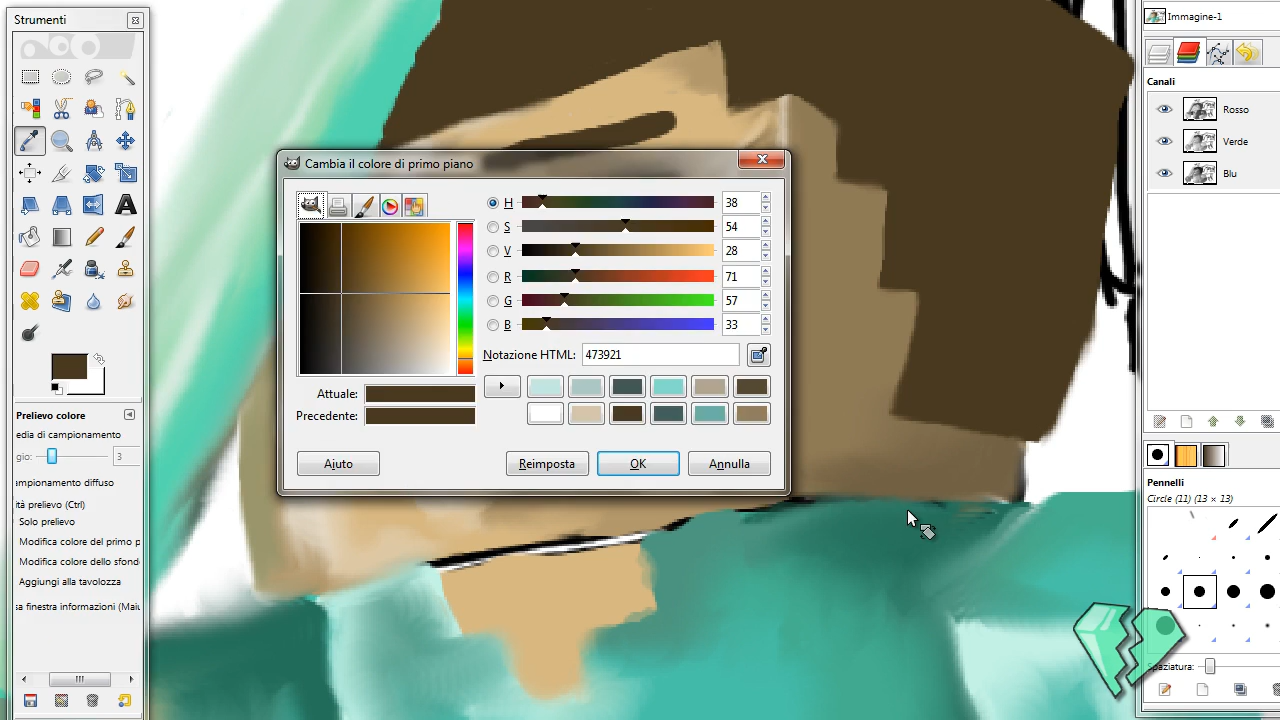 Strumenti
Prelievo colore
edia di campionamento
gio:
3
ampionamento diffuso
ità prelievo (Ctrl)
Solo prelievo
Modifica colore del primo p
Modifica colore dello sfond
Aggiungi alla tavolozza
sa finestra informazioni (Maiu
Cambia il colore di primo piano
H
38
S
54
V
28
R
71
G
57
B
33
Notazione HTML:
473921
Attuale:
Precedente:
Aiuto
Reimposta
OK
Annulla
Immagine-1
Canali
Rosso
Verde
Blu
Pennelli
Circle (11) (13 × 13)
Spaziatura: